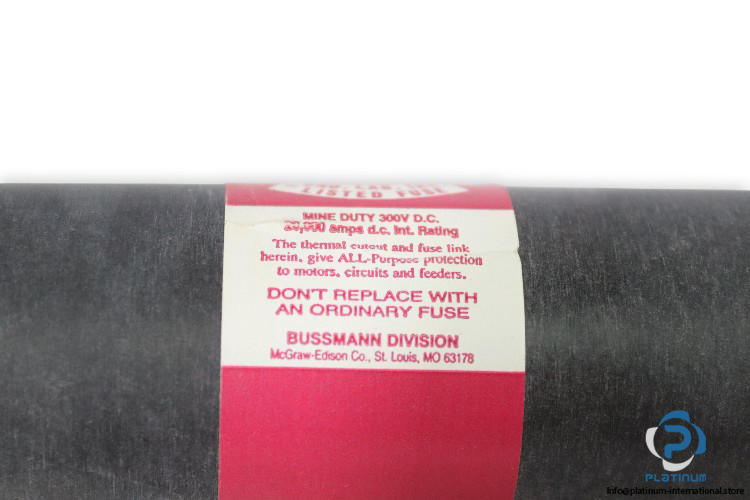 LISTED FUSE
MINE DUTY 300V D.C.
20,000 amps d.c. Int. Rating
The thermal cutout and fuse link
herein, give ALL-Purpose protection
to motors, circuits and feeders.
DON'T REPLACE WITH
AN ORDINARY FUSE
BUSSMANN DIVISION
McGraw-Edison Co., St. Louis, MO 63178
PLATINUM
Info@platinum-international.store